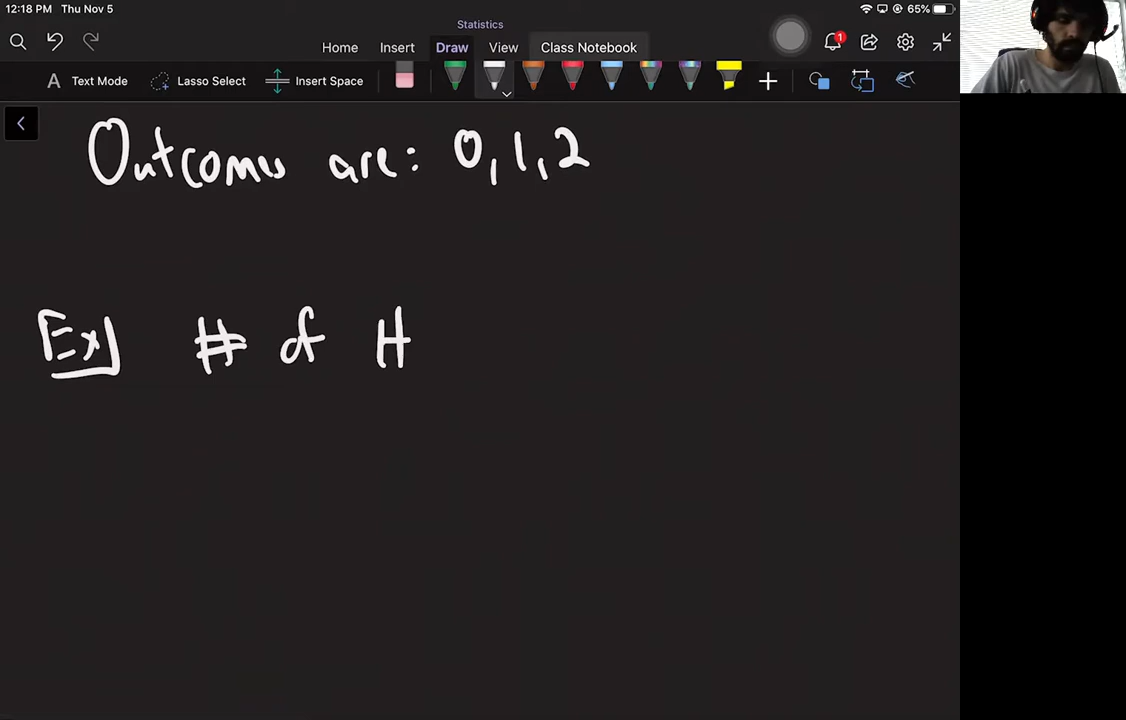 12:18 PM Thu Nov 5
65%
Statistics
Home Insert Draw View Class Notebook
1
A Text Mode Lasso Select Insert Space
Outcomes are: 0, 1, 2
Ex] # of H